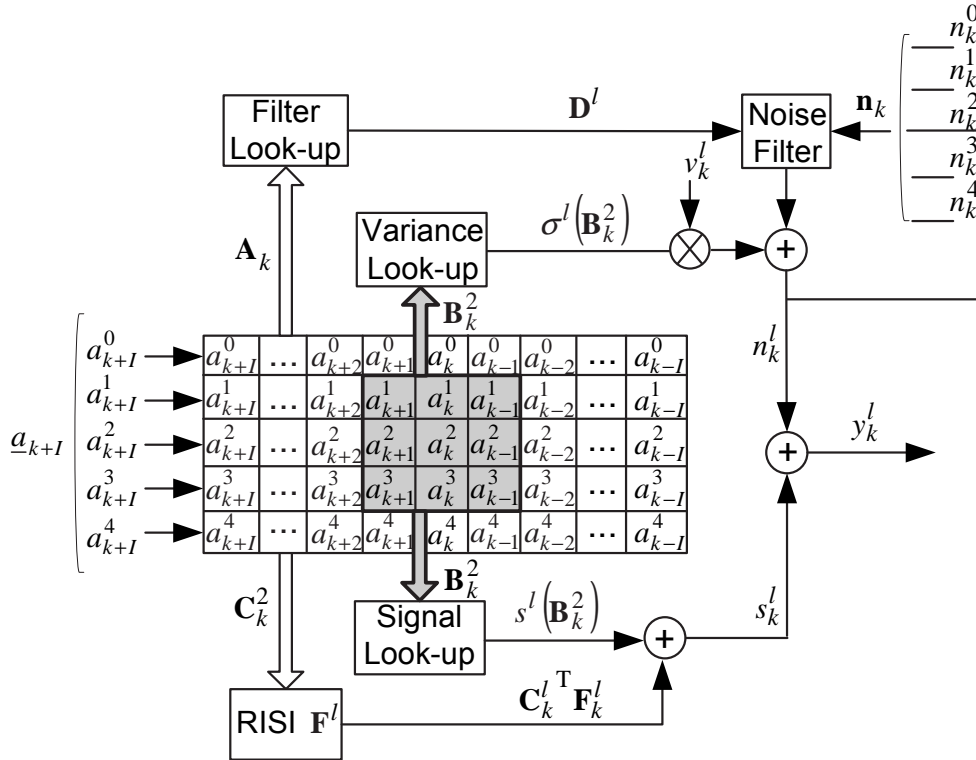 n_k^0
n_k^1
n_k^2
n_k^3
n_k^4
𝐧_k
Filter
Look-up
𝐃^l
Noise
Filter
v_k^l
Variance
Look-up
σ^l(𝐁_k^2)
+
𝐀_k
𝐁_k^2
n_k^l
a_{k+I}^0
a_{k+I}^1
a_{k+I}^2
a_{k+I}^3
a_{k+I}^4
a_{k+I}
a_{k+I}^0 ... a_{k+2}^0 a_{k+1}^0 a_k^0 a_{k-1}^0 a_{k-2}^0 ... a_{k-I}^0
a_{k+I}^1 ... a_{k+2}^1 a_{k+1}^1 a_k^1 a_{k-1}^1 a_{k-2}^1 ... a_{k-I}^1
a_{k+I}^2 ... a_{k+2}^2 a_{k+1}^2 a_k^2 a_{k-1}^2 a_{k-2}^2 ... a_{k-I}^2
a_{k+I}^3 ... a_{k+2}^3 a_{k+1}^3 a_k^3 a_{k-1}^3 a_{k-2}^3 ... a_{k-I}^3
a_{k+I}^4 ... a_{k+2}^4 a_{k+1}^4 a_k^4 a_{k-1}^4 a_{k-2}^4 ... a_{k-I}^4
+
y_k^l
𝐂_k^2
𝐁_k^2
Signal
Look-up
s^l(𝐁_k^2)
+
s_k^l
RISI 𝐅^l
𝐂_k^{l T} 𝐅_k^l